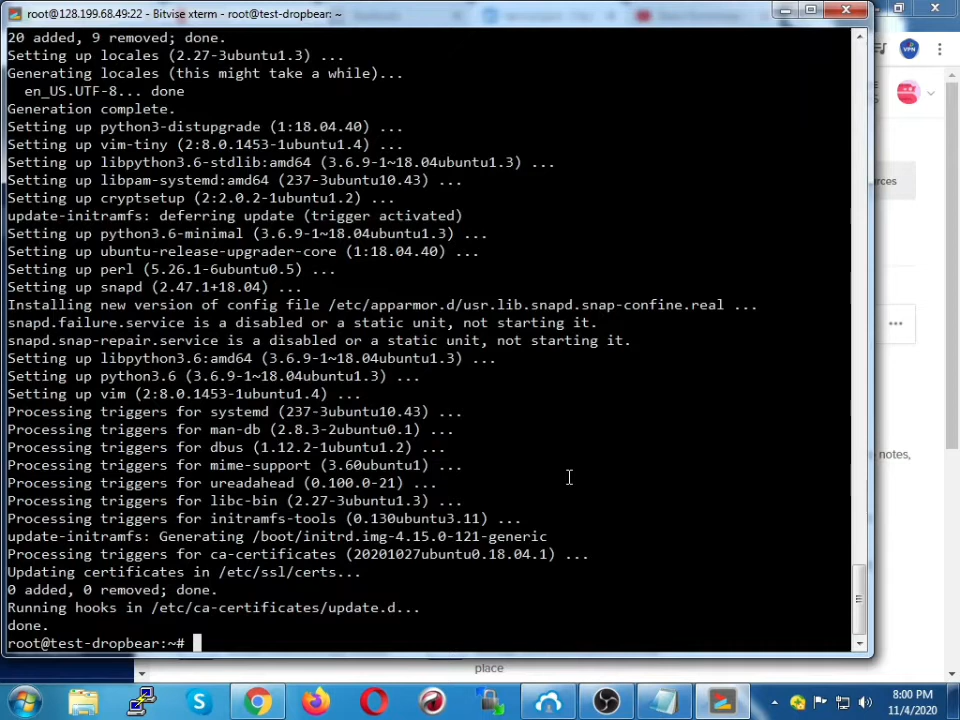 root@128.199.68.49:22 - Bitvise xterm - root@test-dropbear: ~
20 added, 9 removed; done.
Setting up locales (2.27-3ubuntu1.3) ...
Generating locales (this might take a while)...
  en_US.UTF-8... done
Generation complete.
Setting up python3-distupgrade (1:18.04.40) ...
Setting up vim-tiny (2:8.0.1453-1ubuntu1.4) ...
Setting up libpython3.6-stdlib:amd64 (3.6.9-1~18.04ubuntu1.3) ...
Setting up libpam-systemd:amd64 (237-3ubuntu10.43) ...
Setting up cryptsetup (2:2.0.2-1ubuntu1.2) ...
update-initramfs: deferring update (trigger activated)
Setting up python3.6-minimal (3.6.9-1~18.04ubuntu1.3) ...
Setting up ubuntu-release-upgrader-core (1:18.04.40) ...
Setting up perl (5.26.1-6ubuntu0.5) ...
Setting up snapd (2.47.1+18.04) ...
Installing new version of config file /etc/apparmor.d/usr.lib.snapd.snap-confine.real ...
snapd.failure.service is a disabled or a static unit, not starting it.
snapd.snap-repair.service is a disabled or a static unit, not starting it.
Setting up libpython3.6:amd64 (3.6.9-1~18.04ubuntu1.3) ...
Setting up python3.6 (3.6.9-1~18.04ubuntu1.3) ...
Setting up vim (2:8.0.1453-1ubuntu1.4) ...
Processing triggers for systemd (237-3ubuntu10.43) ...
Processing triggers for man-db (2.8.3-2ubuntu0.1) ...
Processing triggers for dbus (1.12.2-1ubuntu1.2) ...
Processing triggers for mime-support (3.60ubuntu1) ...
Processing triggers for ureadahead (0.100.0-21) ...
Processing triggers for libc-bin (2.27-3ubuntu1.3) ...
Processing triggers for initramfs-tools (0.130ubuntu3.11) ...
update-initramfs: Generating /boot/initrd.img-4.15.0-121-generic
Processing triggers for ca-certificates (20201027ubuntu0.18.04.1) ...
Updating certificates in /etc/ssl/certs...
0 added, 0 removed; done.
Running hooks in /etc/ca-certificates/update.d...
done.
root@test-dropbear:~#
VPN
rces
notes,
place
8:00 PM
11/4/2020